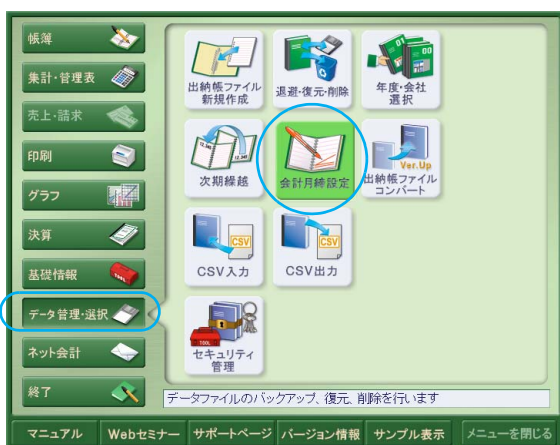 帳簿
集計・管理表
売上・請求
印刷
グラフ
決算
基礎情報
データ管理・選択
ネット会計
終了
出納帳ファイル
新規作成
退避・復元・削除
年度・会社
選択
次期繰越
会計月締設定
Ver.Up
出納帳ファイル
コンバート
CSV
CSV入力
CSV
CSV出力
TOOL
セキュリティ
管理
データファイルのバックアップ、復元、削除を行います
マニュアル
Webセミナー
サポートページ
バージョン情報
サンプル表示
メニューを閉じる